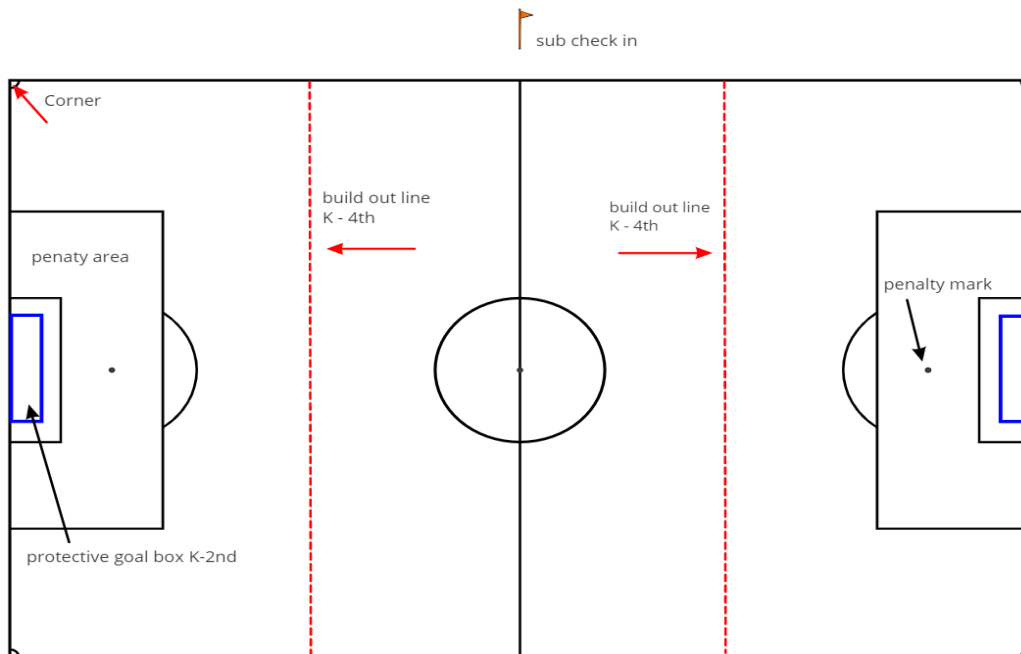 sub check in
Corner
build out line
K - 4th
build out line
K - 4th
penaty area
penalty mark
protective goal box K-2nd